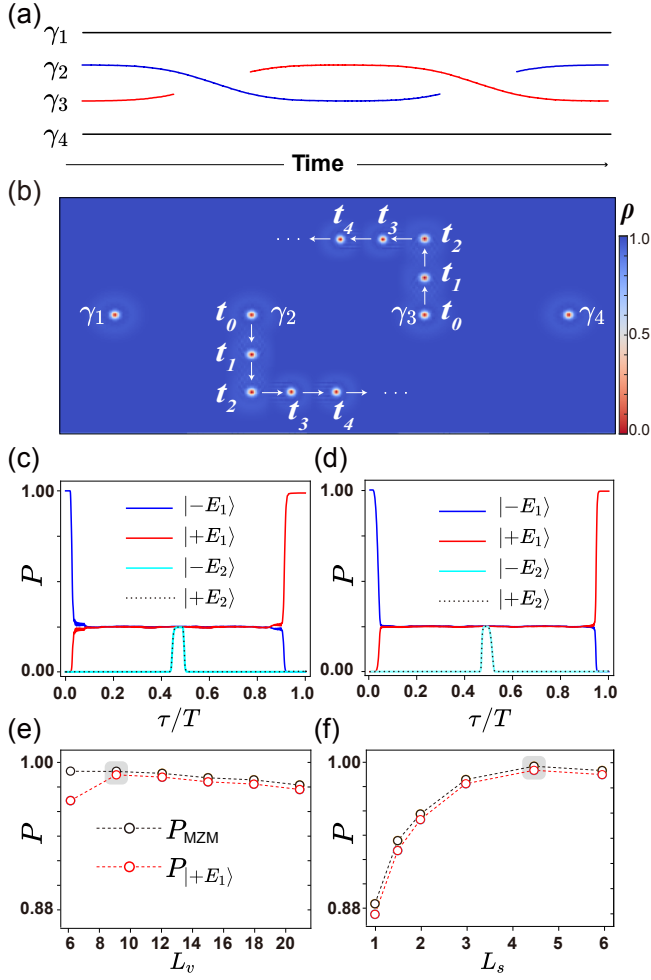 (a)
γ1
γ2
γ3
γ4
Time
(b)
ρ
t4 t3 t2
1.0
· · ·
t1
γ1 t0 γ2 γ3 t0 γ4
0.5
t1
t2 t3 t4 · · ·
0.0
(c) (d)
1.00 |−E1⟩ 1.00 |−E1⟩
|+E1⟩ |+E1⟩
P |−E2⟩ P |−E2⟩
|+E2⟩ |+E2⟩
0.00 0.00
0.0 0.2 0.4 0.6 0.8 1.0 0.0 0.2 0.4 0.6 0.8 1.0
τ/T τ/T
(e) (f)
1.00 1.00
P PMZM P
P|+E1⟩
0.88 0.88
6 8 10 12 14 16 18 20 1 2 3 4 5 6
Lv Ls